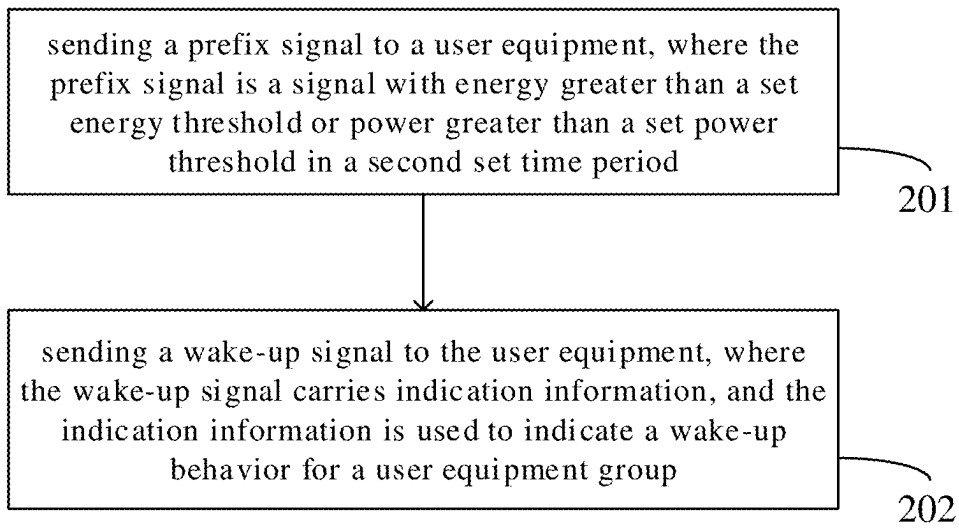 sending a prefix signal to a user equipment, where the
prefix signal is a signal with energy greater than a set
energy threshold or power greater than a set power
threshold in a second set time period
201
sending a wake-up signal to the user equipment, where
the wake-up signal carries indication information, and the
indication information is used to indicate a wake-up
behavior for a user equipment group
202